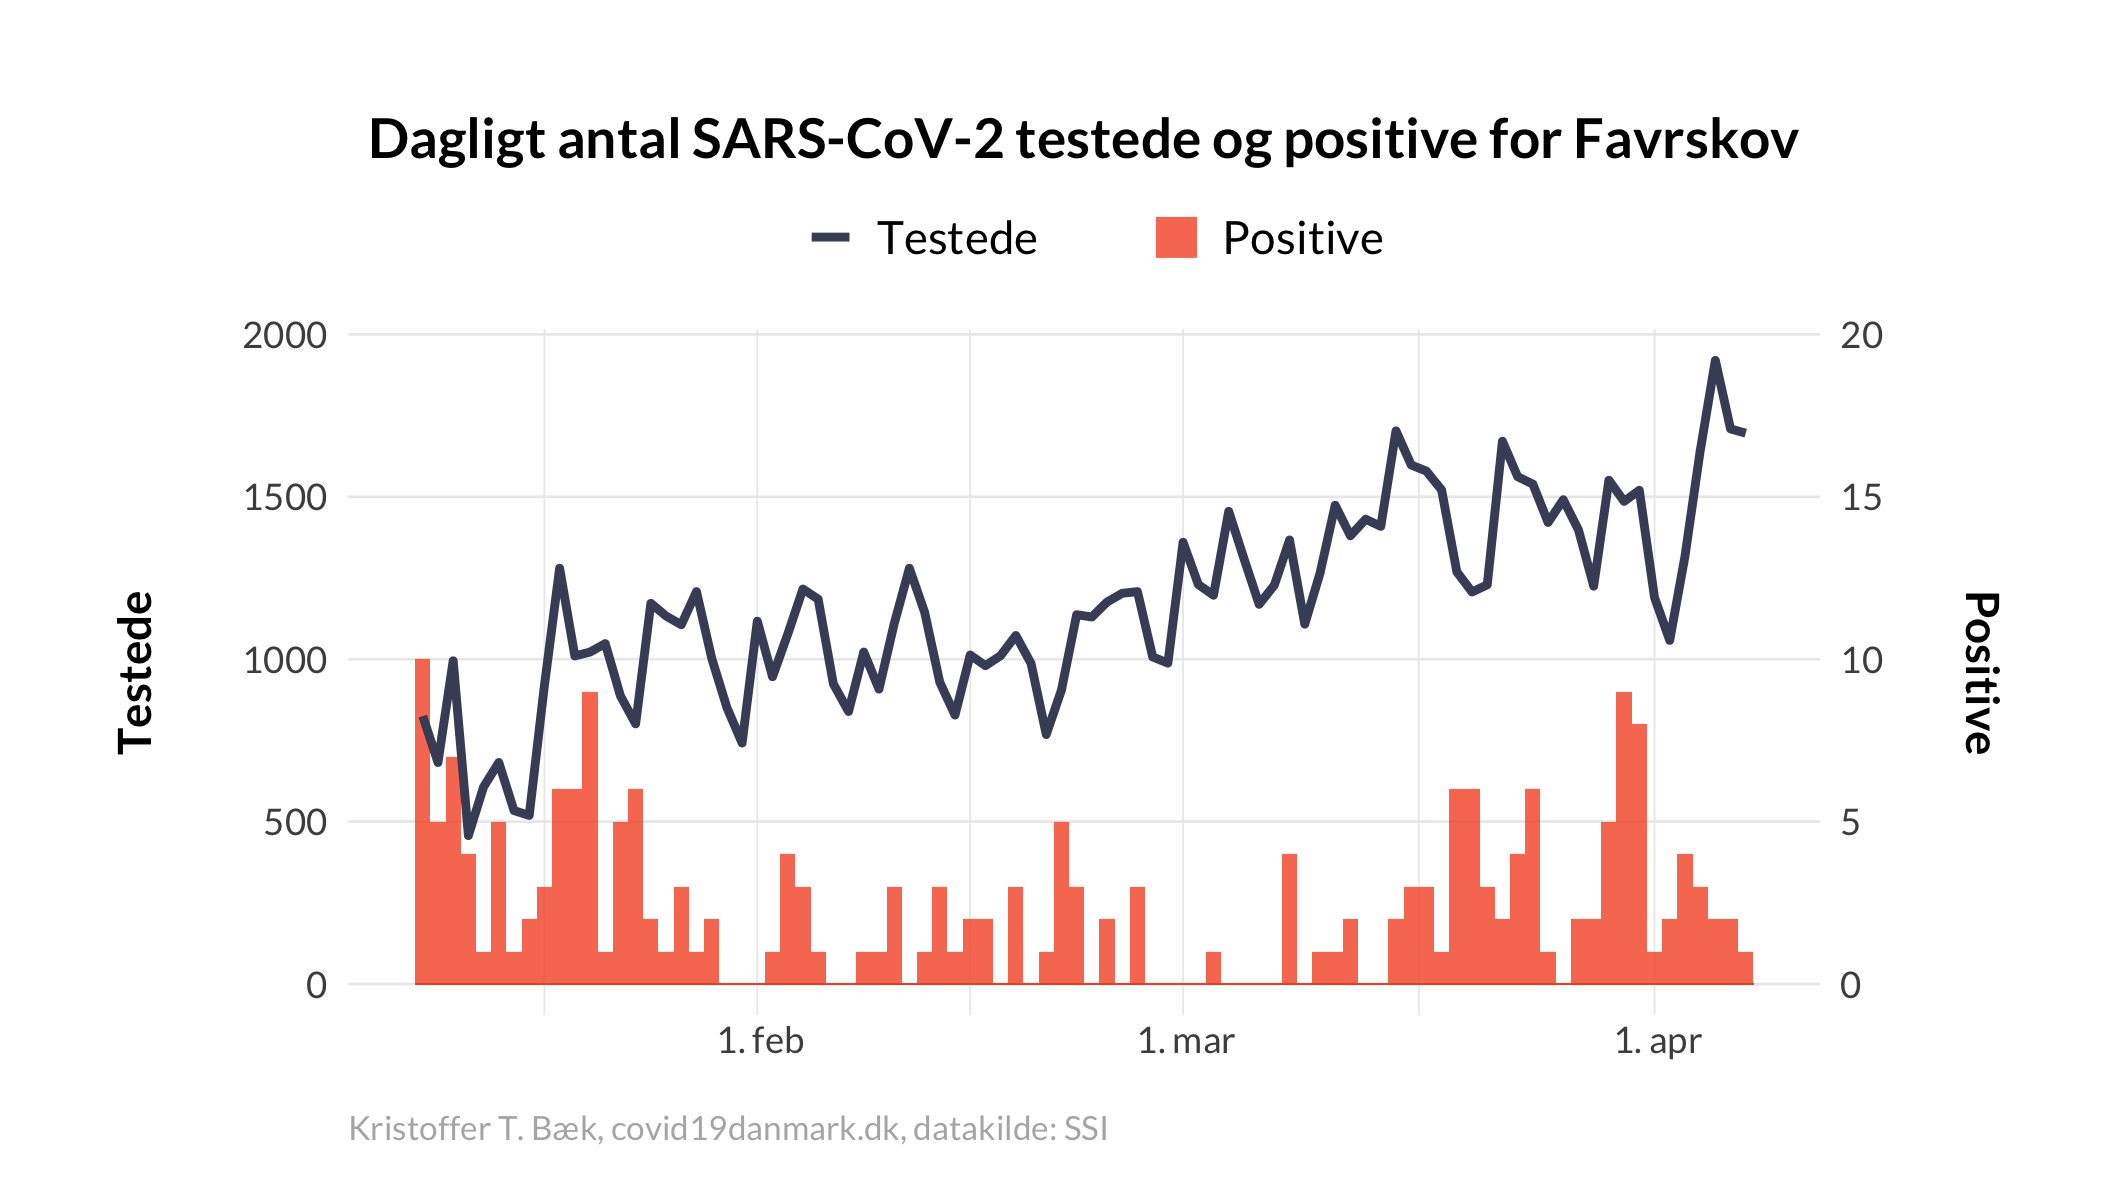 Dagligt antal SARS-CoV-2 testede og positive for Favrskov
Testede
Positive
2000
1500
1000
500
0
20
15
10
5
0
Testede
Positive
1. feb
1. mar
1. apr
Kristoffer T. Bæk, covid19danmark.dk, datakilde: SSI